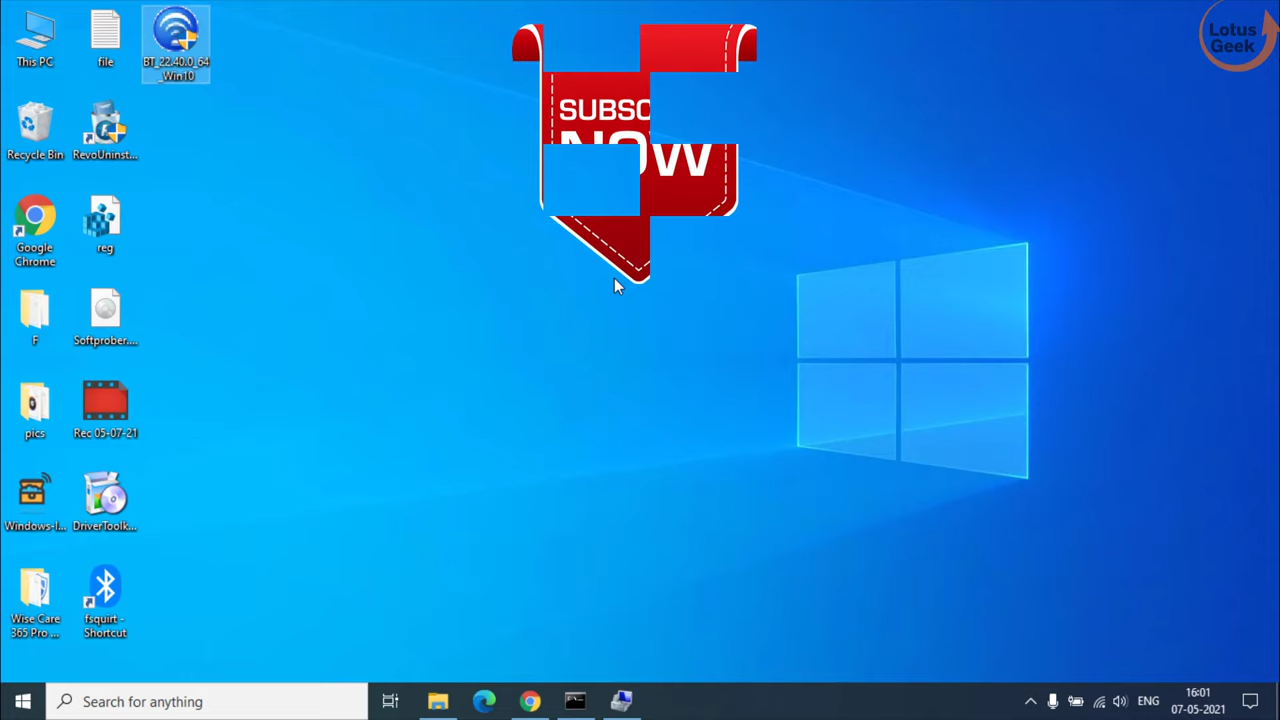 This PC
file
BT_22.40.0_64
_Win10
Lotus
Geek
SUBSC
NOW
Recycle Bin
RevoUninst...
Google
Chrome
reg
F
Softprober....
pics
Rec 05-07-21
Windows-I...
DriverToolk...
Wise Care
365 Pro ...
fsquirt -
Shortcut
Search for anything
ENG
16:01
07-05-2021